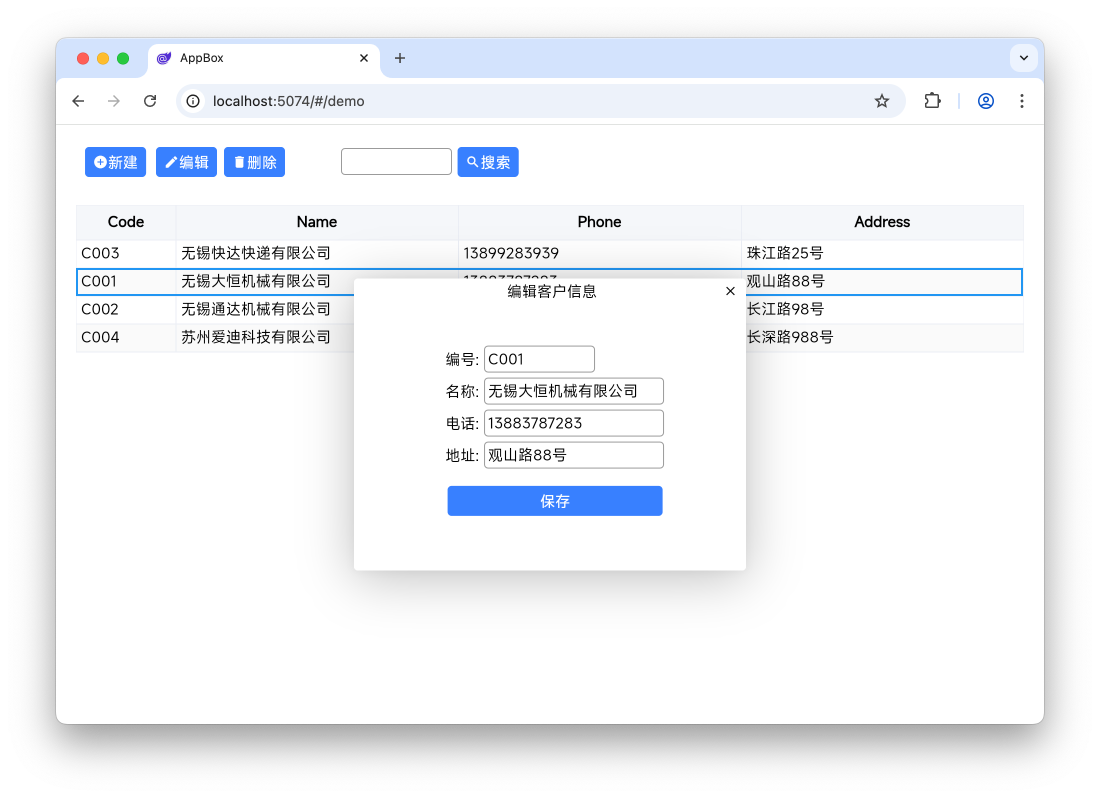 AppBox
localhost:5074/#/demo
新建 编辑 删除 搜索
Code Name Phone Address
C003 无锡快达快递有限公司 13899283939 珠江路25号
C001 无锡大恒机械有限公司 13883787283 观山路88号
C002 无锡通达机械有限公司 长江路98号
C004 苏州爱迪科技有限公司 长深路988号
编辑客户信息
编号: C001
名称: 无锡大恒机械有限公司
电话: 13883787283
地址: 观山路88号
保存